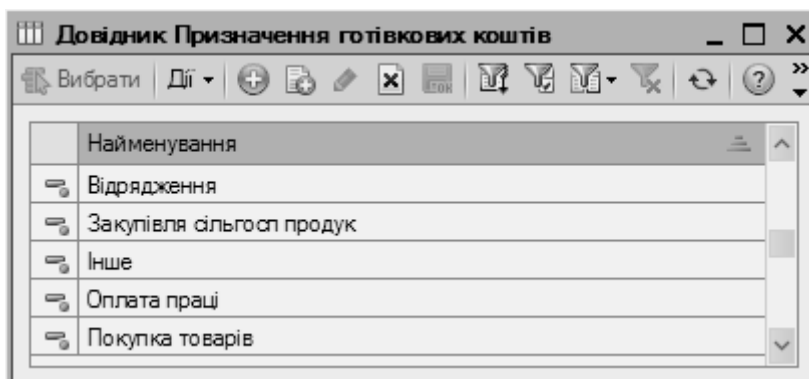 Довідник Призначення готівкових коштів
Вибрати Дії
Найменування
Відрядження
Закупівля сільгосп продук
Інше
Оплата праці
Покупка товарів